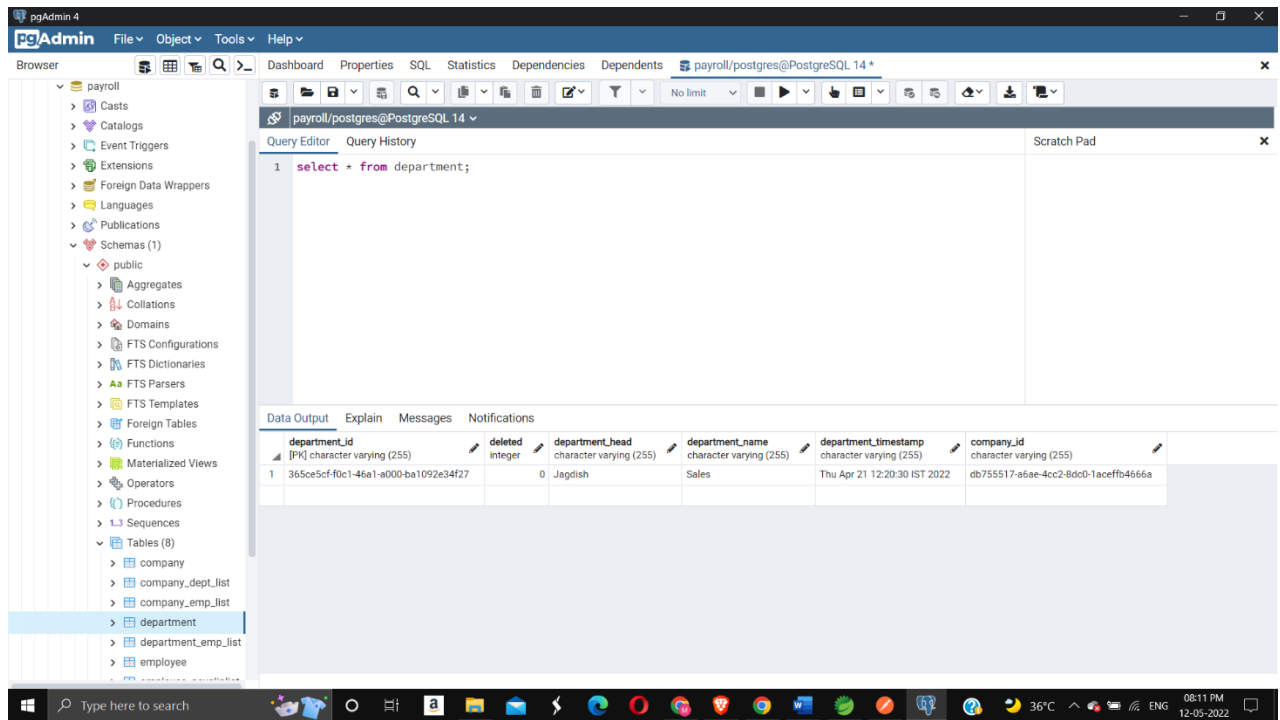 pgAdmin 4
pgAdmin File Object Tools Help
Browser
Dashboard Properties SQL Statistics Dependencies Dependents payroll/postgres@PostgreSQL 14 *
payroll
Casts
Catalogs
Event Triggers
Extensions
Foreign Data Wrappers
Languages
Publications
Schemas (1)
public
Aggregates
Collations
Domains
FTS Configurations
FTS Dictionaries
Aa FTS Parsers
FTS Templates
Foreign Tables
Functions
Materialized Views
Operators
Procedures
1..3 Sequences
Tables (8)
company
company_dept_list
company_emp_list
department
department_emp_list
employee
No limit
payroll/postgres@PostgreSQL 14
Query Editor Query History
Scratch Pad
1 select * from department;
Data Output Explain Messages Notifications
department_id deleted department_head department_name department_timestamp company_id
[PK] character varying (255) integer character varying (255) character varying (255) character varying (255) character varying (255)
1 365ce5cf-f0c1-46a1-a000-ba1092e34f27 0 Jagdish Sales Thu Apr 21 12:20:30 IST 2022 db755517-a6ae-4cc2-8dc0-1aceffb4666a
Type here to search
36°C ENG
08:11 PM
12-05-2022